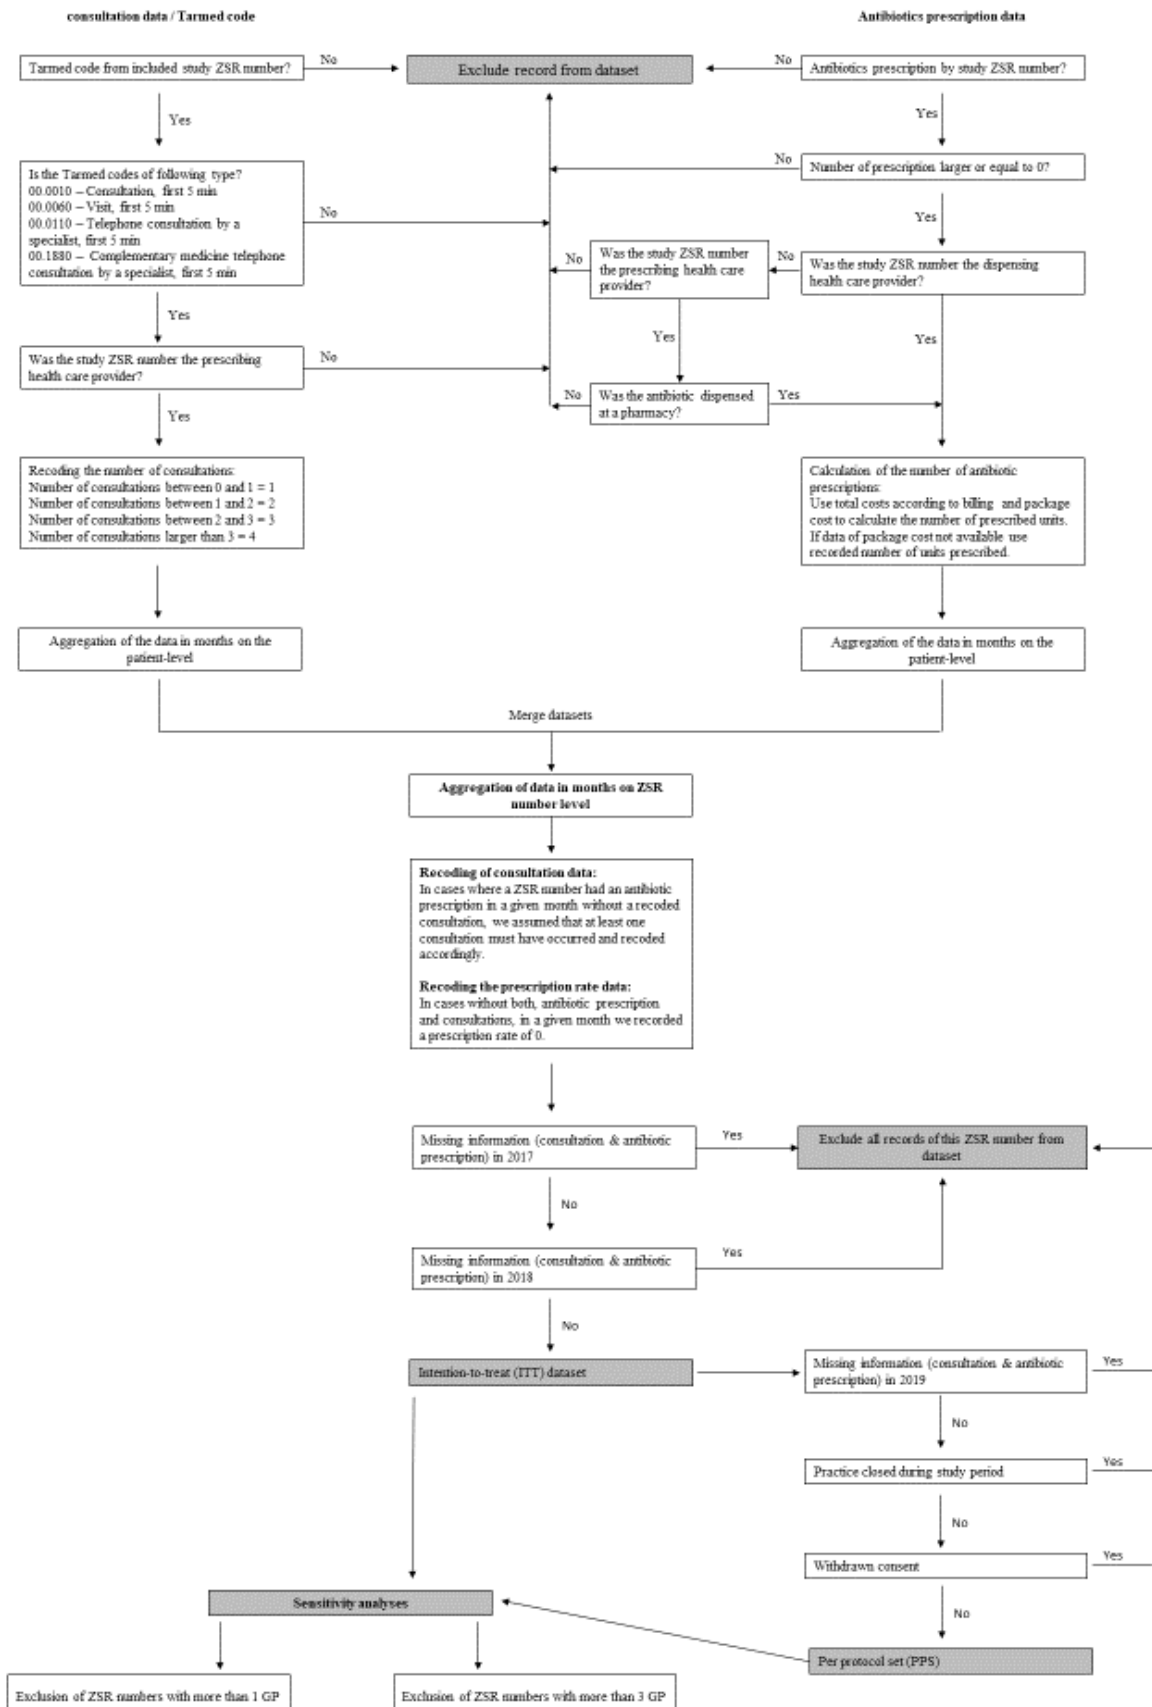 consultation data / Tarmed code
Antibiotics prescription data
Tarmed code from included study ZSR number?
No
Exclude record from dataset
No
Antibiotics prescription by study ZSR number?
Yes
Yes
Is the Tarmed codes of following type?
00.0010 – Consultation, first 5 min
00.0060 – Visit, first 5 min
00.0110 – Telephone consultation by a
specialist, first 5 min
00.1880 – Complementary medicine telephone
consultation by a specialist, first 5 min
No
No
Number of prescription larger or equal to 0?
Yes
No
Was the study ZSR number
the prescribing health care
provider?
No
Was the study ZSR number the dispensing
health care provider?
Yes
Yes
Yes
Was the study ZSR number the prescribing
health care provider?
No
No
Was the antibiotic dispensed
at a pharmacy?
Yes
Yes
Recoding the number of consultations:
Number of consultations between 0 and 1 = 1
Number of consultations between 1 and 2 = 2
Number of consultations between 2 and 3 = 3
Number of consultations larger than 3 = 4
Calculation of the number of antibiotic
prescriptions:
Use total costs according to billing and package
cost to calculate the number of prescribed units.
If data of package cost not available use
recorded number of units prescribed.
Aggregation of the data in months on the
patient-level
Aggregation of the data in months on the
patient-level
Merge datasets
Aggregation of data in months on ZSR
number level
Recoding of consultation data:
In cases where a ZSR number had an antibiotic
prescription in a given month without a recoded
consultation, we assumed that at least one
consultation must have occurred and recoded
accordingly.
Recoding the prescription rate data:
In cases without both, antibiotic prescription
and consultations, in a given month we recorded
a prescription rate of 0.
Missing information (consultation & antibiotic
prescription) in 2017
Yes
Exclude all records of this ZSR number from
dataset
No
Missing information (consultation & antibiotic
prescription) in 2018
Yes
No
Intention-to-treat (ITT) dataset
Missing information (consultation & antibiotic
prescription) in 2019
Yes
No
Practice closed during study period
Yes
No
Withdrawn consent
Yes
No
Sensitivity analyses
Per protocol set (PPS)
Exclusion of ZSR numbers with more than 1 GP
Exclusion of ZSR numbers with more than 3 GP